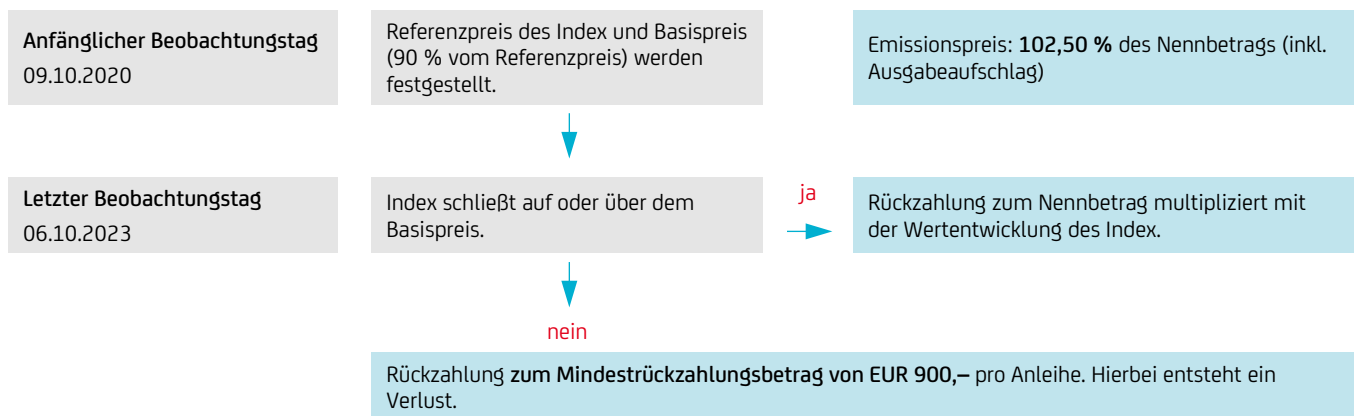 Anfänglicher Beobachtungstag
09.10.2020
Referenzpreis des Index und Basispreis
(90 % vom Referenzpreis) werden
festgestellt.
Emissionspreis: 102,50 % des Nennbetrags (inkl.
Ausgabeaufschlag)
Letzter Beobachtungstag
06.10.2023
Index schließt auf oder über dem
Basispreis.
ja
Rückzahlung zum Nennbetrag multipliziert mit
der Wertentwicklung des Index.
nein
Rückzahlung zum Mindestrückzahlungsbetrag von EUR 900,– pro Anleihe. Hierbei entsteht ein
Verlust.